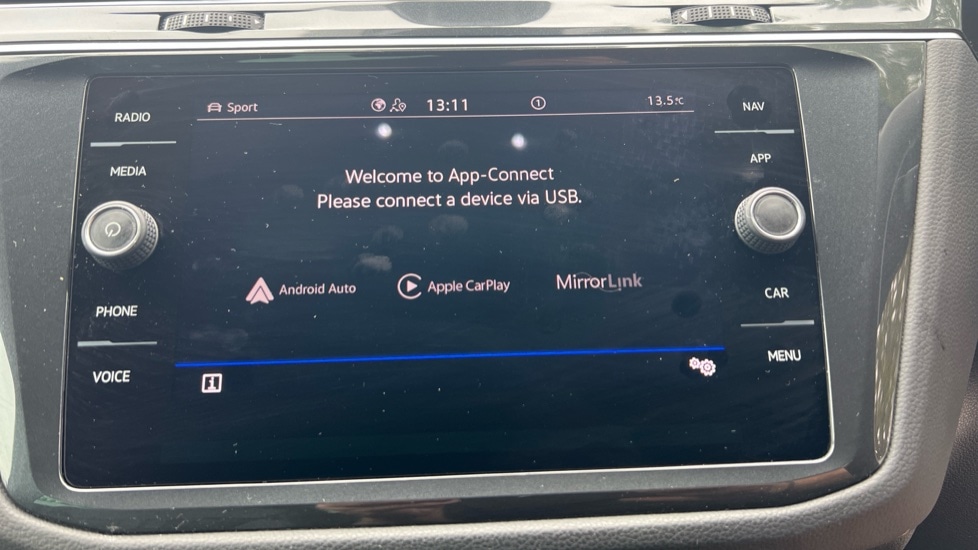 RADIO
MEDIA
PHONE
VOICE
Sport 13:11 1 13.5°C
Welcome to App-Connect
Please connect a device via USB.
Android Auto Apple CarPlay MirrorLink
i
NAV
APP
CAR
MENU